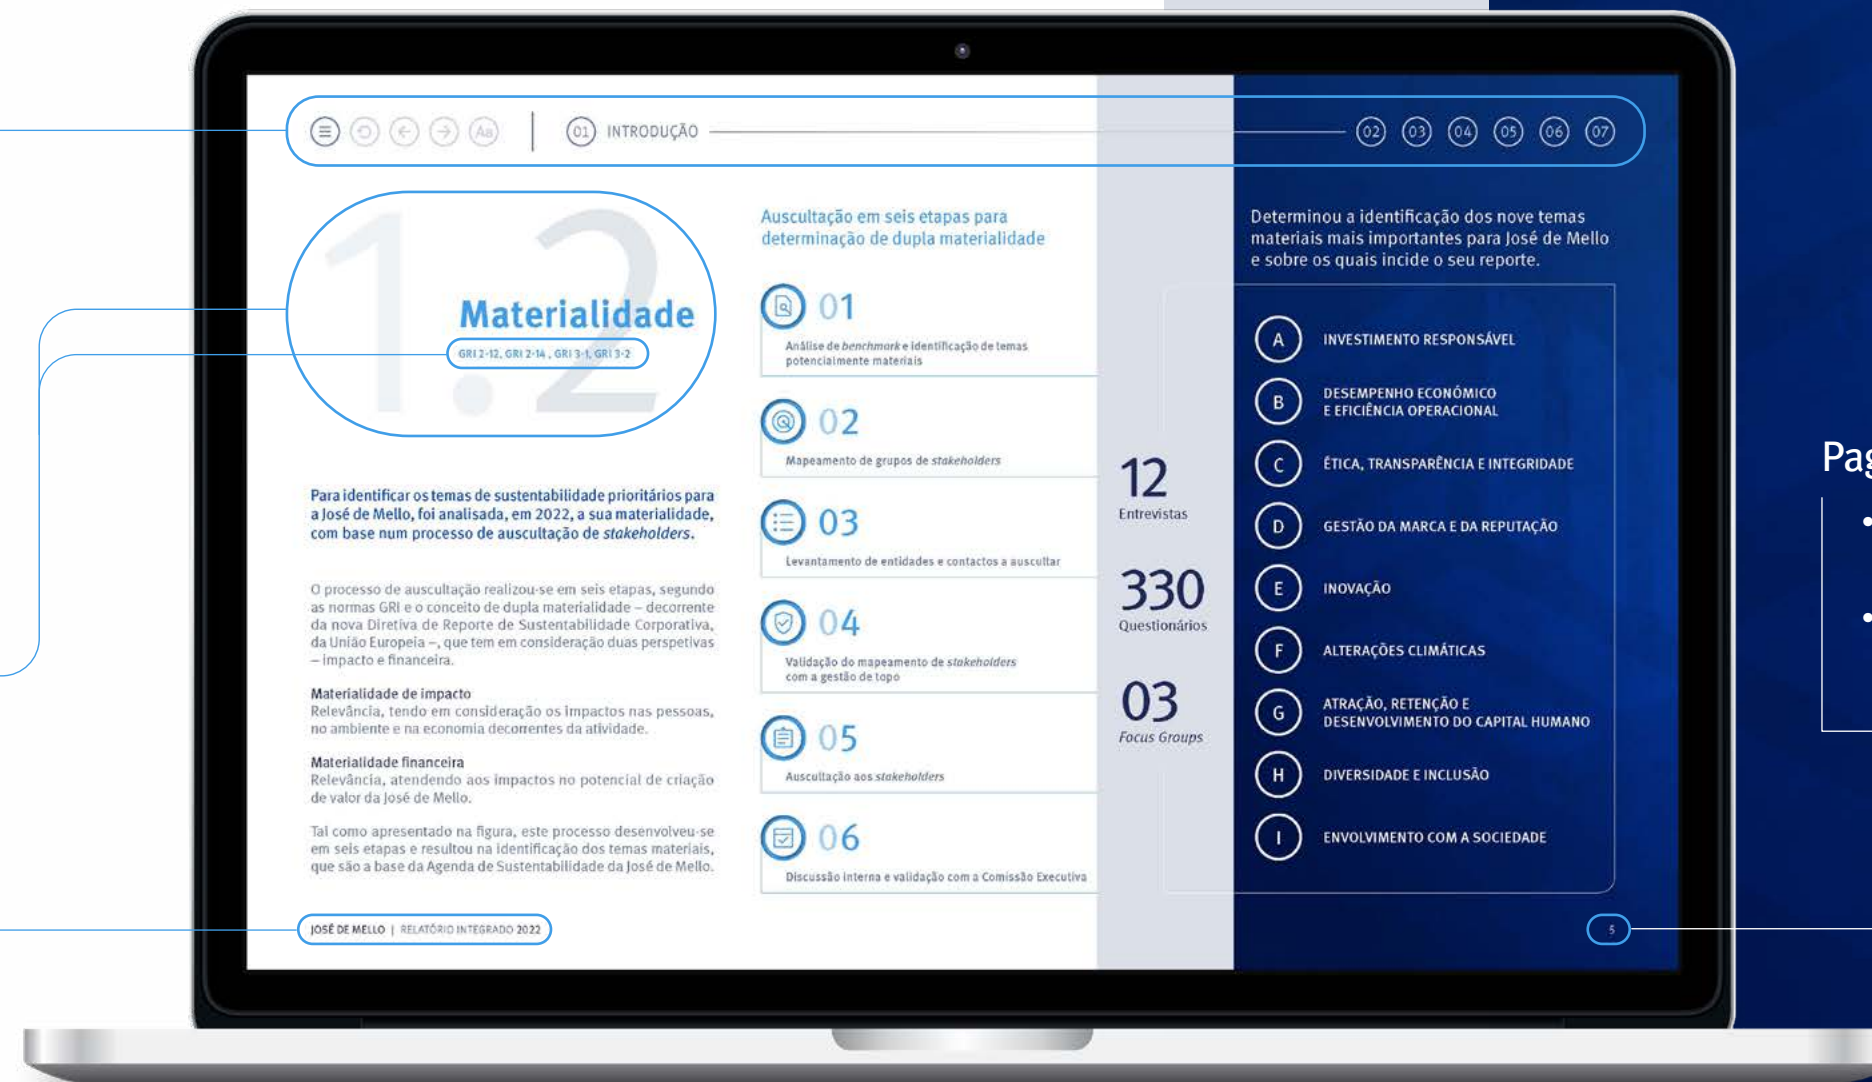 Aa
01 INTRODUÇÃO
02 03 04 05 06 07
1.2
Materialidade
GRI 2-12, GRI 2-14 , GRI 3-1, GRI 3-2
Para identificar os temas de sustentabilidade prioritários para
a José de Mello, foi analisada, em 2022, a sua materialidade,
com base num processo de auscultação de stakeholders.
O processo de auscultação realizou-se em seis etapas, segundo
as normas GRI e o conceito de dupla materialidade – decorrente
da nova Diretiva de Reporte de Sustentabilidade Corporativa,
da União Europeia –, que tem em consideração duas perspetivas
– impacto e financeira.
Materialidade de impacto
Relevância, tendo em consideração os impactos nas pessoas,
no ambiente e na economia decorrentes da atividade.
Materialidade financeira
Relevância, atendendo aos impactos no potencial de criação
de valor da José de Mello.
Tal como apresentado na figura, este processo desenvolveu-se
em seis etapas e resultou na identificação dos temas materiais,
que são a base da Agenda de Sustentabilidade da José de Mello.
Auscultação em seis etapas para
determinação de dupla materialidade
01
Análise de benchmark e identificação de temas
potencialmente materiais
02
Mapeamento de grupos de stakeholders
03
Levantamento de entidades e contactos a auscultar
04
Validação do mapeamento de stakeholders
com a gestão de topo
05
Auscultação aos stakeholders
06
Discussão interna e validação com a Comissão Executiva
12
Entrevistas
330
Questionários
03
Focus Groups
Determinou a identificação dos nove temas
materiais mais importantes para José de Mello
e sobre os quais incide o seu reporte.
A INVESTIMENTO RESPONSÁVEL
B DESEMPENHO ECONÓMICO
E EFICIÊNCIA OPERACIONAL
C ÉTICA, TRANSPARÊNCIA E INTEGRIDADE
D GESTÃO DA MARCA E DA REPUTAÇÃO
E INOVAÇÃO
F ALTERAÇÕES CLIMÁTICAS
G ATRAÇÃO, RETENÇÃO E
DESENVOLVIMENTO DO CAPITAL HUMANO
H DIVERSIDADE E INCLUSÃO
I ENVOLVIMENTO COM A SOCIEDADE
JOSÉ DE MELLO | RELATÓRIO INTEGRADO 2022
5